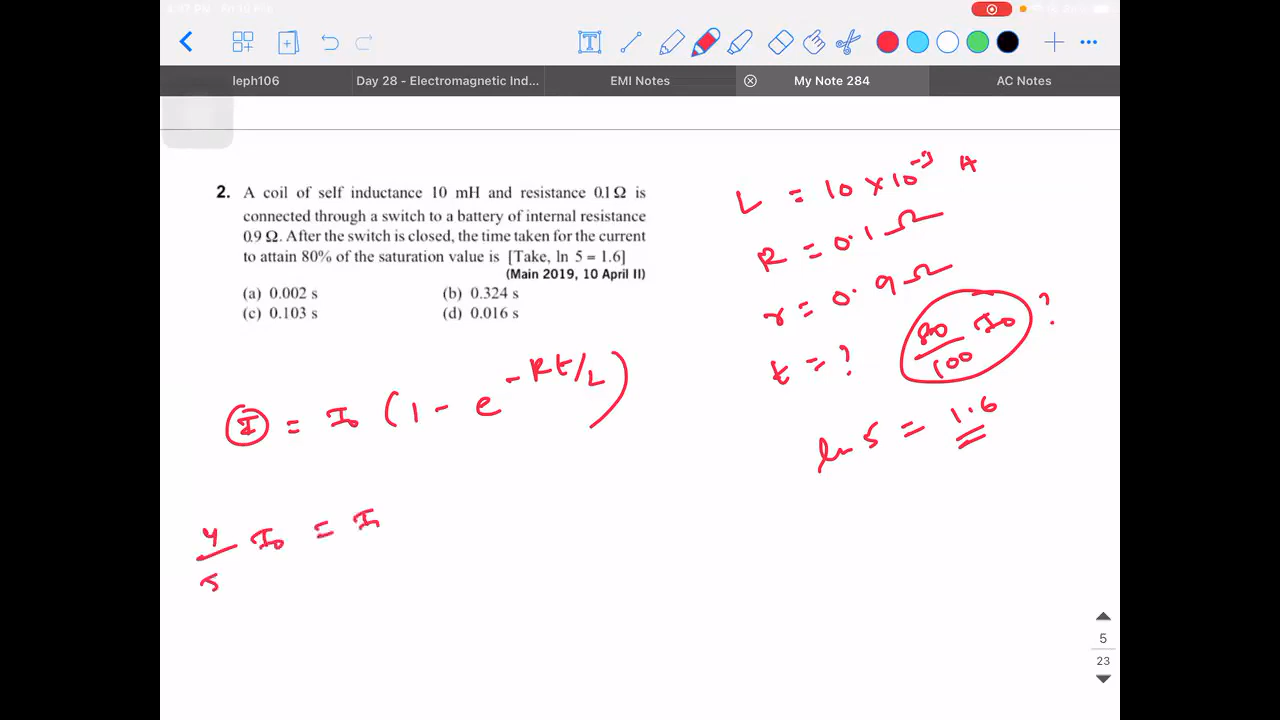 leph106
Day 28 - Electromagnetic Ind...
EMI Notes
My Note 284
AC Notes
2. A coil of self inductance 10 mH and resistance 0.1 Ω is
connected through a switch to a battery of internal resistance
0.9 Ω. After the switch is closed, the time taken for the current
to attain 80% of the saturation value is [Take, ln 5 = 1.6]
(Main 2019, 10 April II)
(a) 0.002 s (b) 0.324 s
(c) 0.103 s (d) 0.016 s
L = 10 × 10⁻³ H
R = 0.1 Ω
r = 0.9 Ω
t = ? 80/100 I₀ ?
ln 5 = 1.6
I = I₀ (1 - e^(-Rt/L))
4/5 I₀ = I
5
23